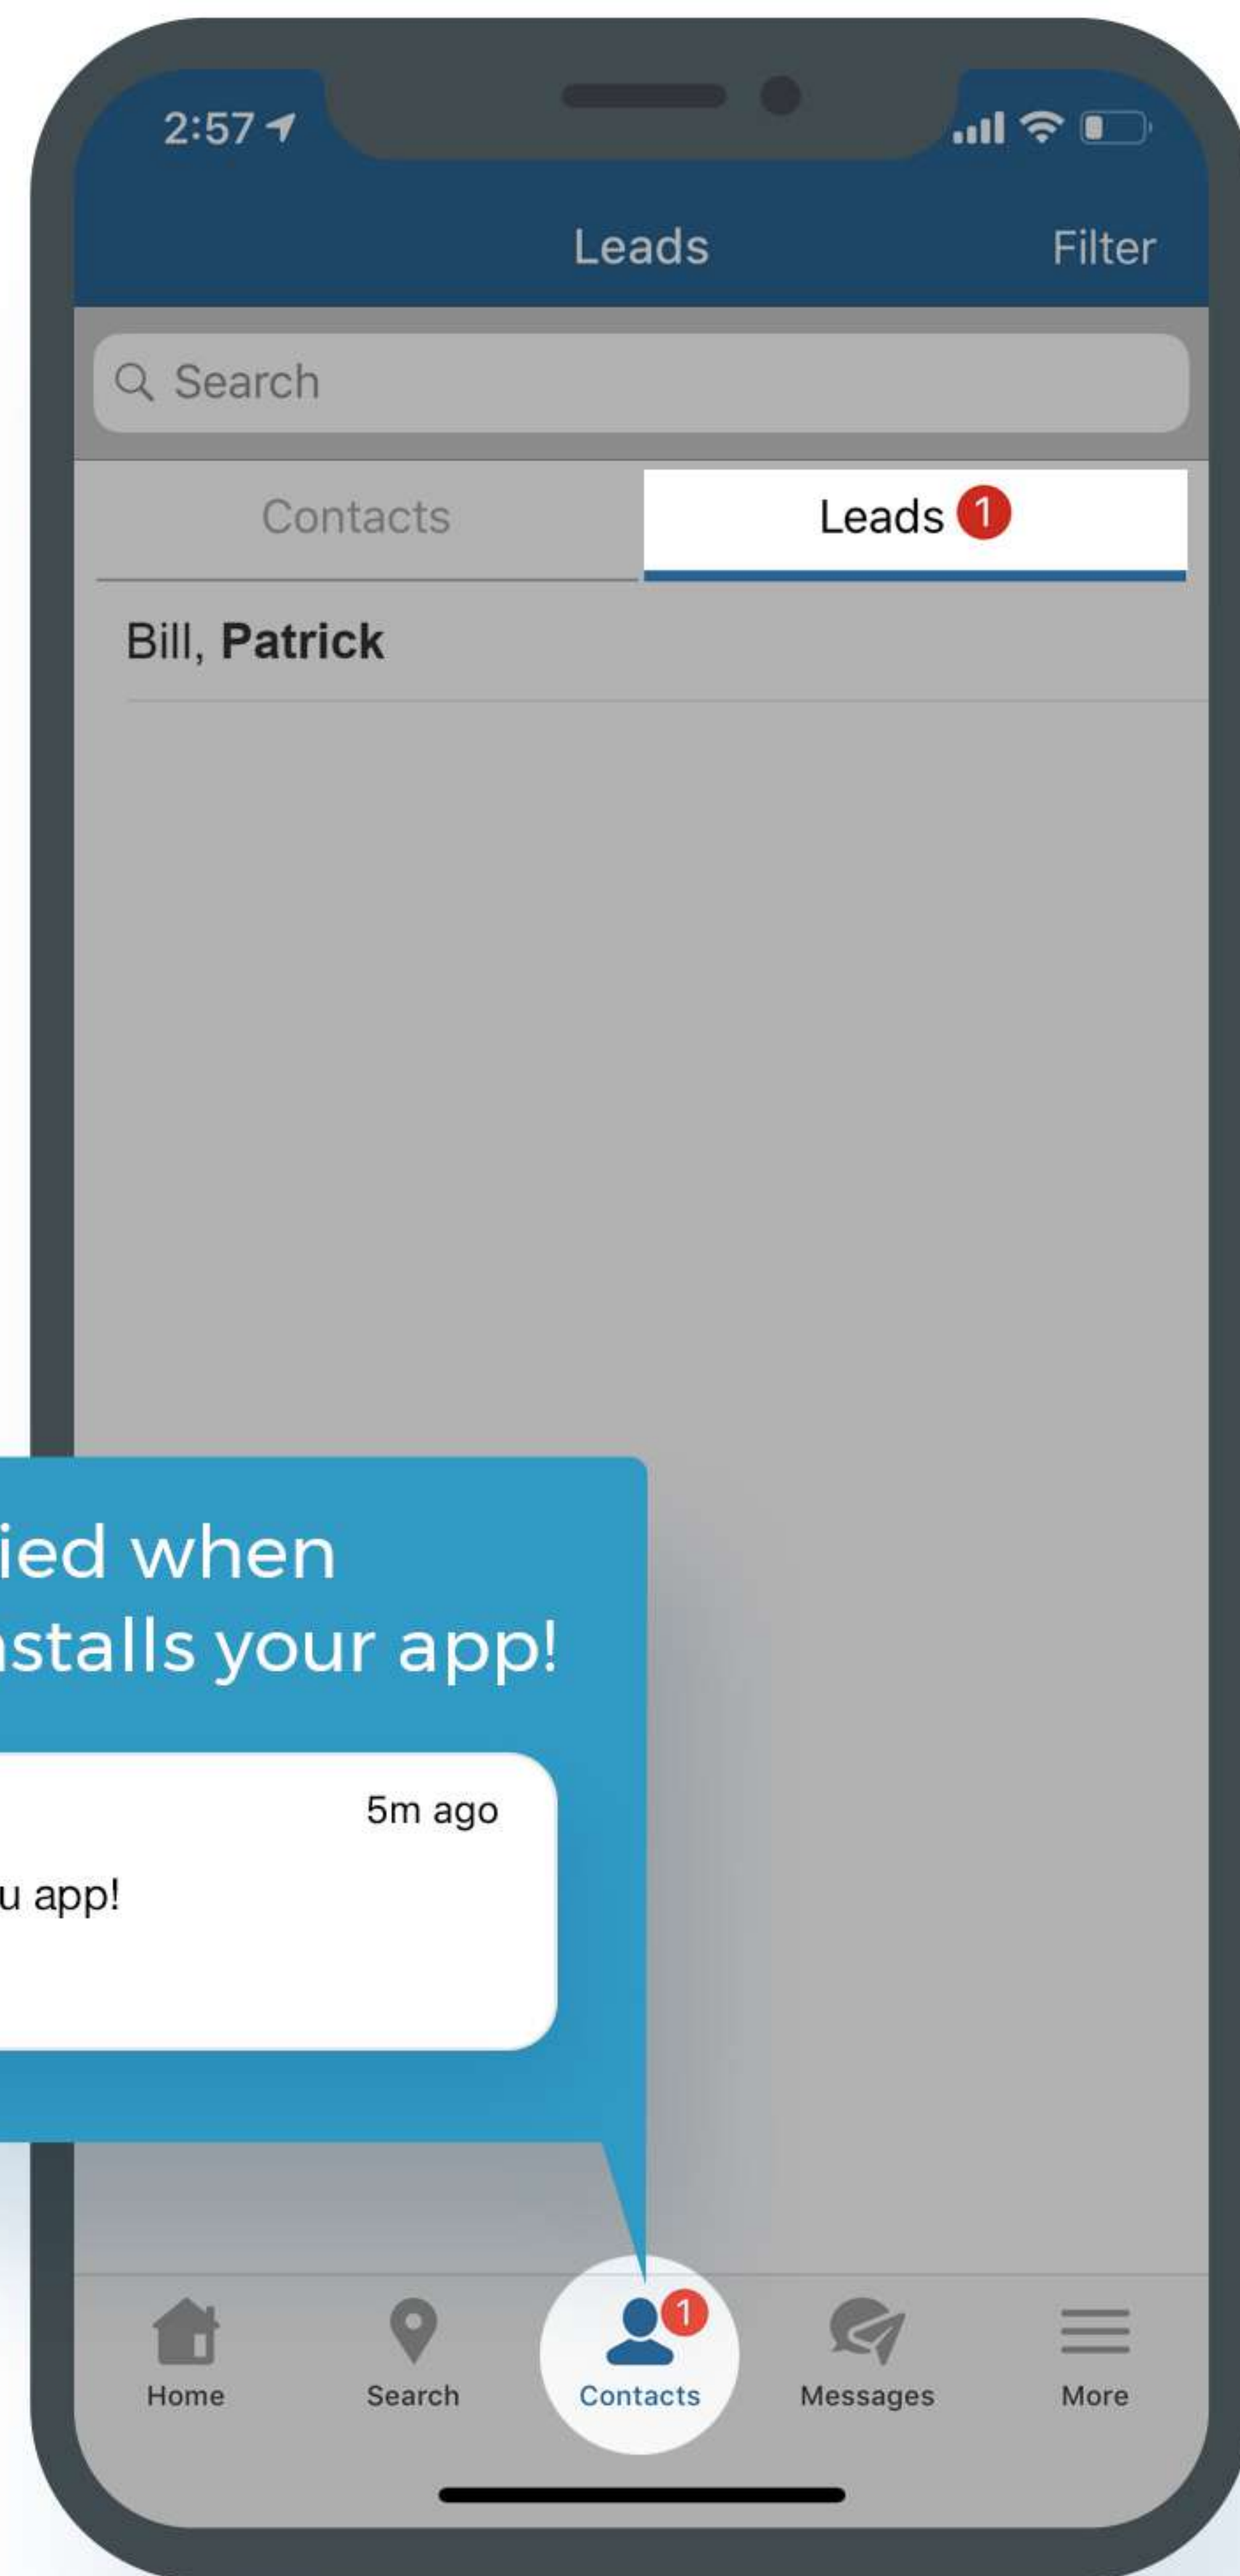 2:57
Leads Filter
Search
Contacts Leads 1
Bill, Patrick
ied when
nstalls your app!
5m ago
u app!
1
Home Search Contacts Messages More